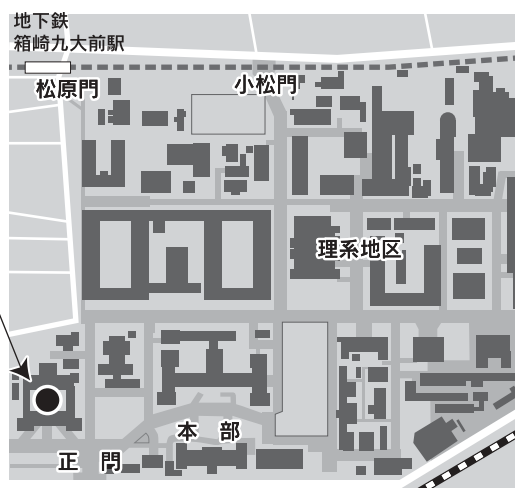 地下鉄
箱崎九大前駅
松原門
小松門
理系地区
本部
正門